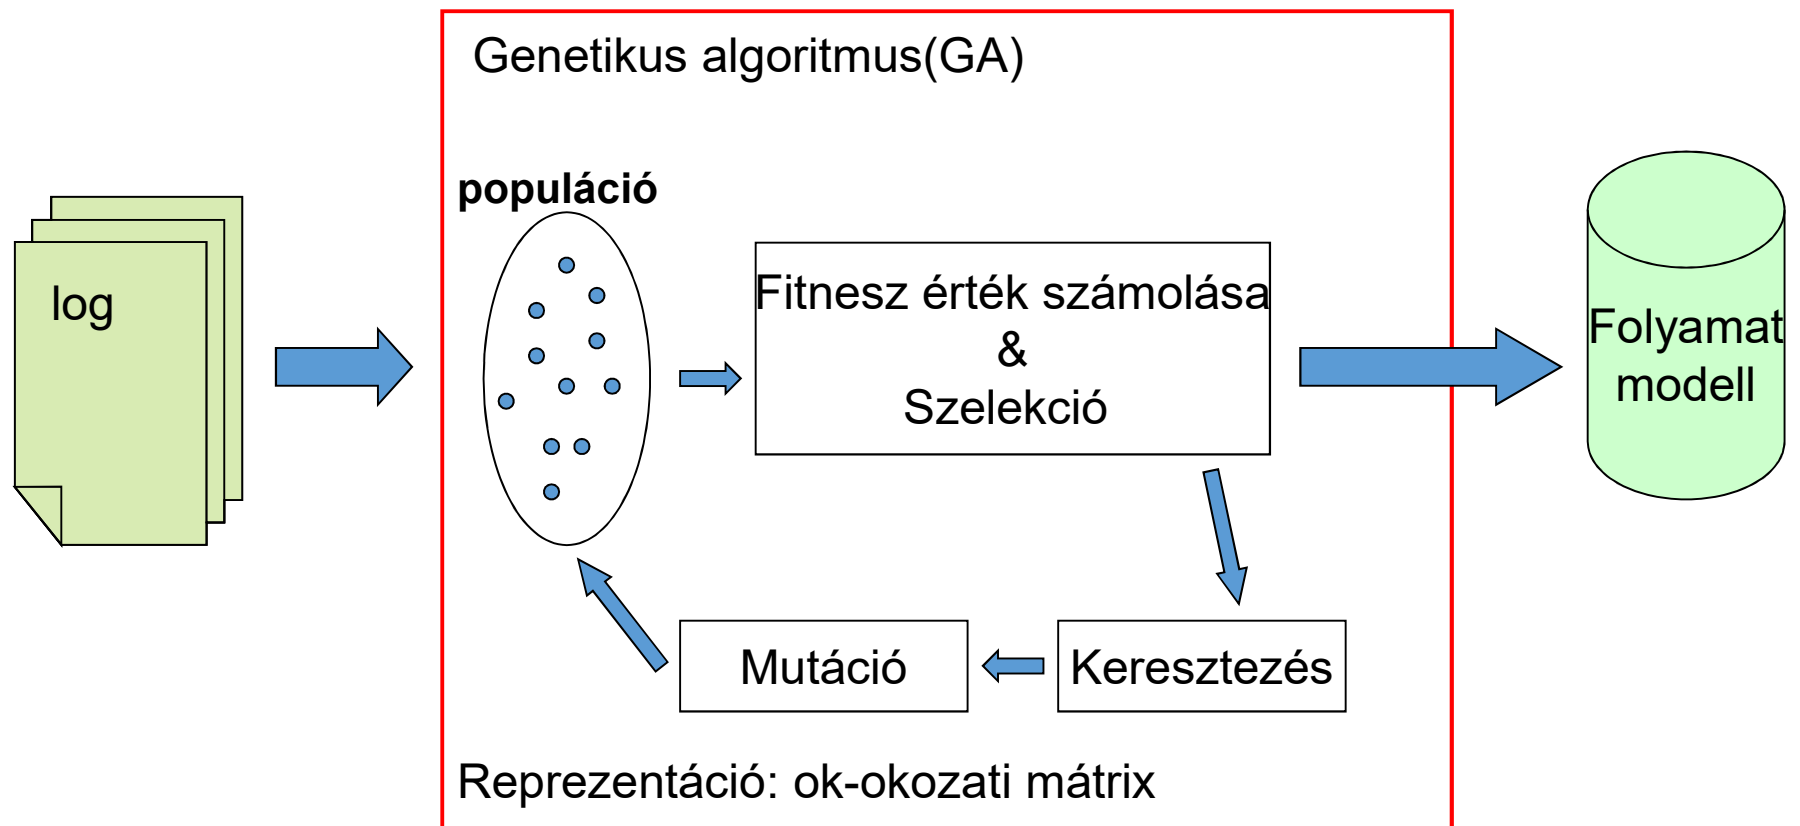 Genetikus algoritmus(GA)
populáció
log
Fitnesz érték számolása
&
Szelekció
Folyamat
modell
Mutáció
Keresztezés
Reprezentáció: ok-okozati mátrix